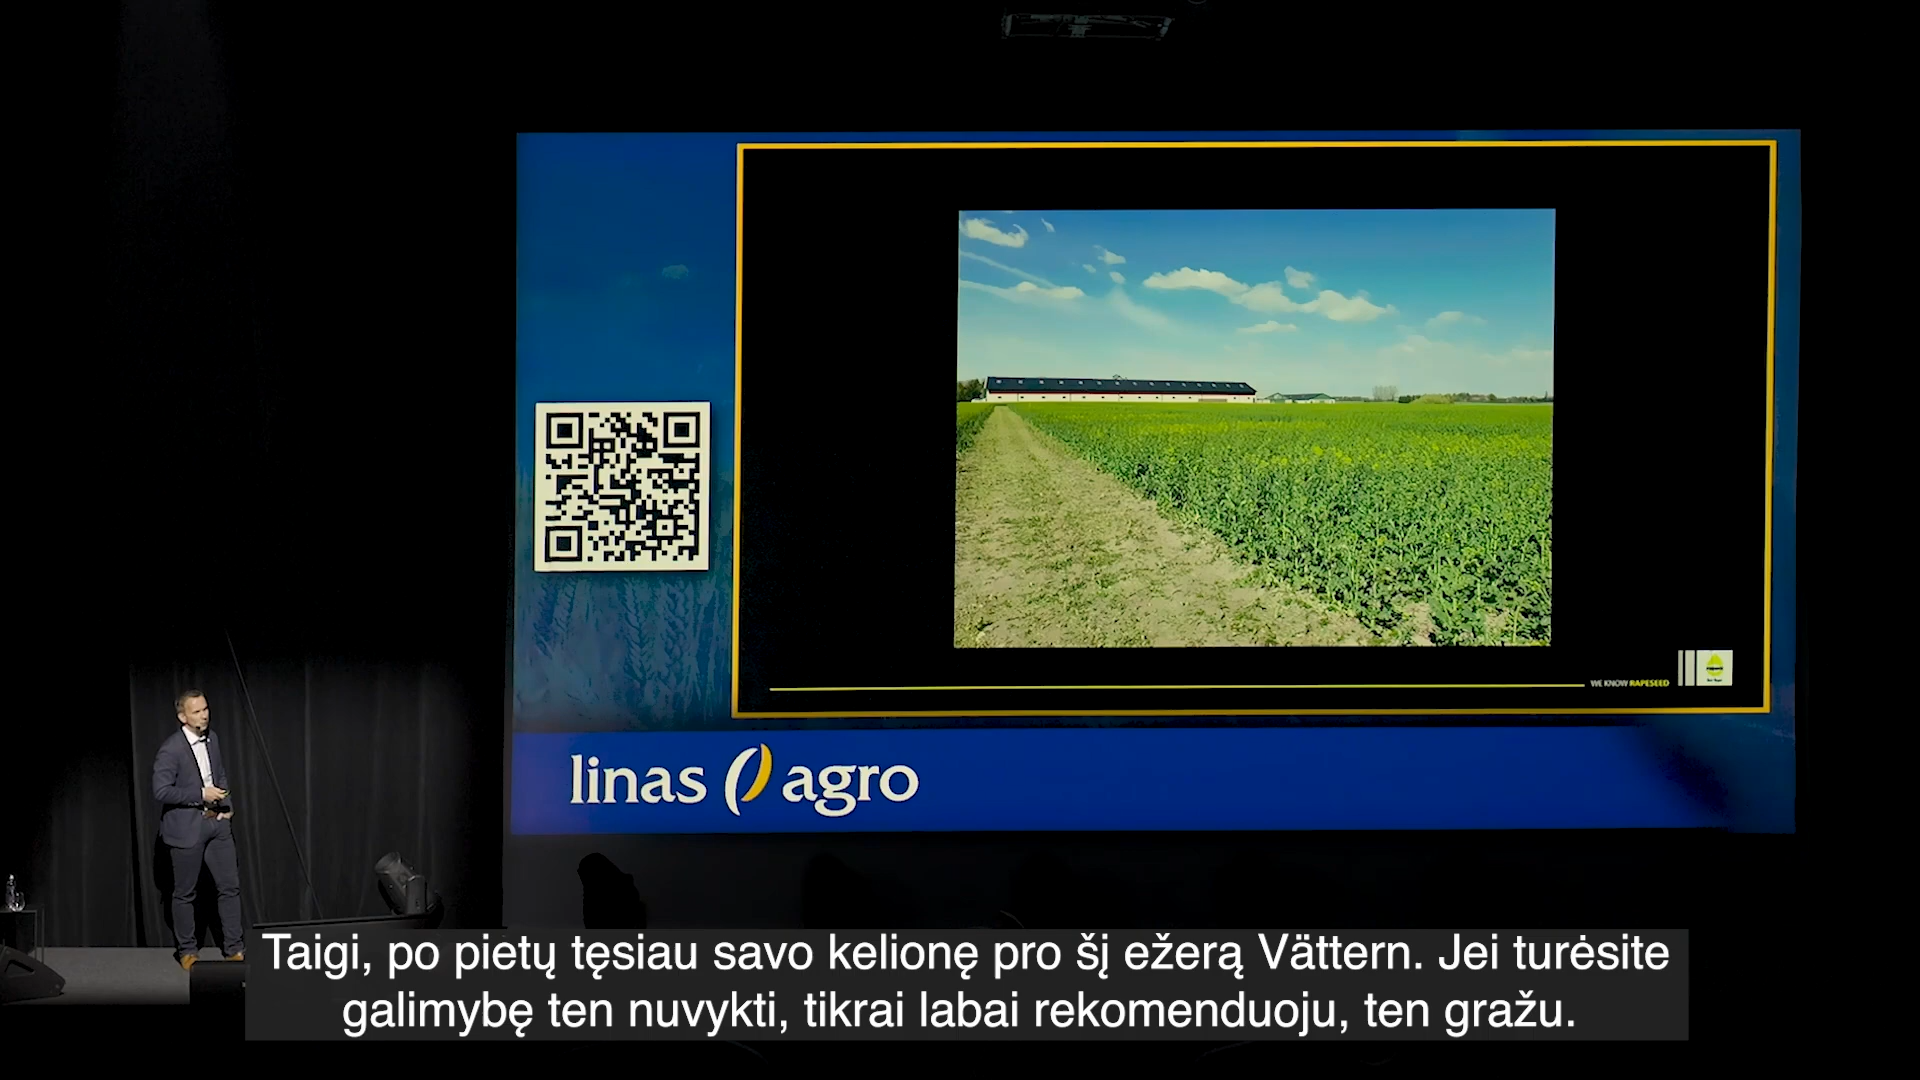 WE KNOW RAPESEED
linas agro
Taigi, po pietų tęsiau savo kelionę pro šį ežerą Vättern. Jei turėsite
galimybę ten nuvykti, tikrai labai rekomenduoju, ten gražu.